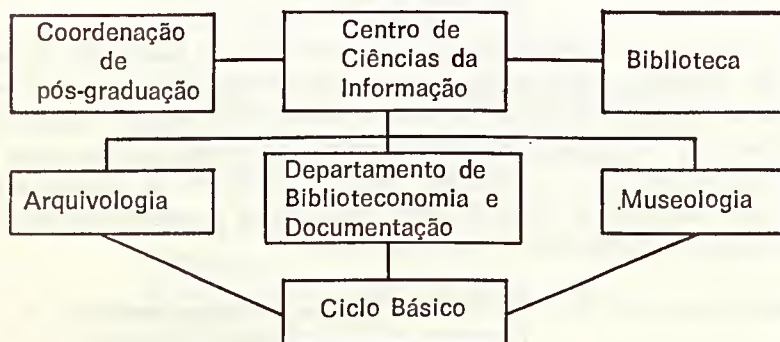 Coordenação
de
pós-graduação
Centro de
Ciências da
Informação
Biblioteca
Arquivologia
Departamento de
Biblioteconomia e
Documentação
Museologia
Ciclo Básico